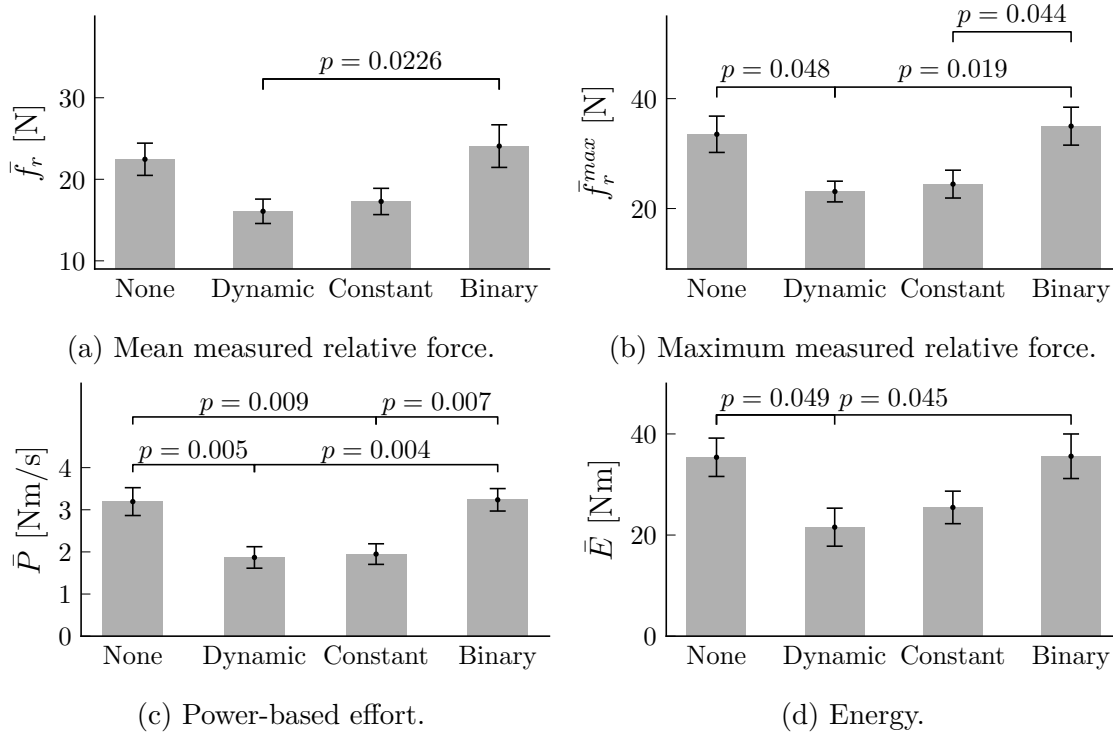 p = 0.0226
30
20
10
f̄_r [N]
None Dynamic Constant Binary
(a) Mean measured relative force.
p = 0.044
p = 0.048 p = 0.019
40
20
f̄_r^{max} [N]
None Dynamic Constant Binary
(b) Maximum measured relative force.
p = 0.009 p = 0.007
p = 0.005 p = 0.004
4
3
2
1
0
P̄ [Nm/s]
None Dynamic Constant Binary
(c) Power-based effort.
p = 0.049 p = 0.045
40
20
0
Ē [Nm]
None Dynamic Constant Binary
(d) Energy.